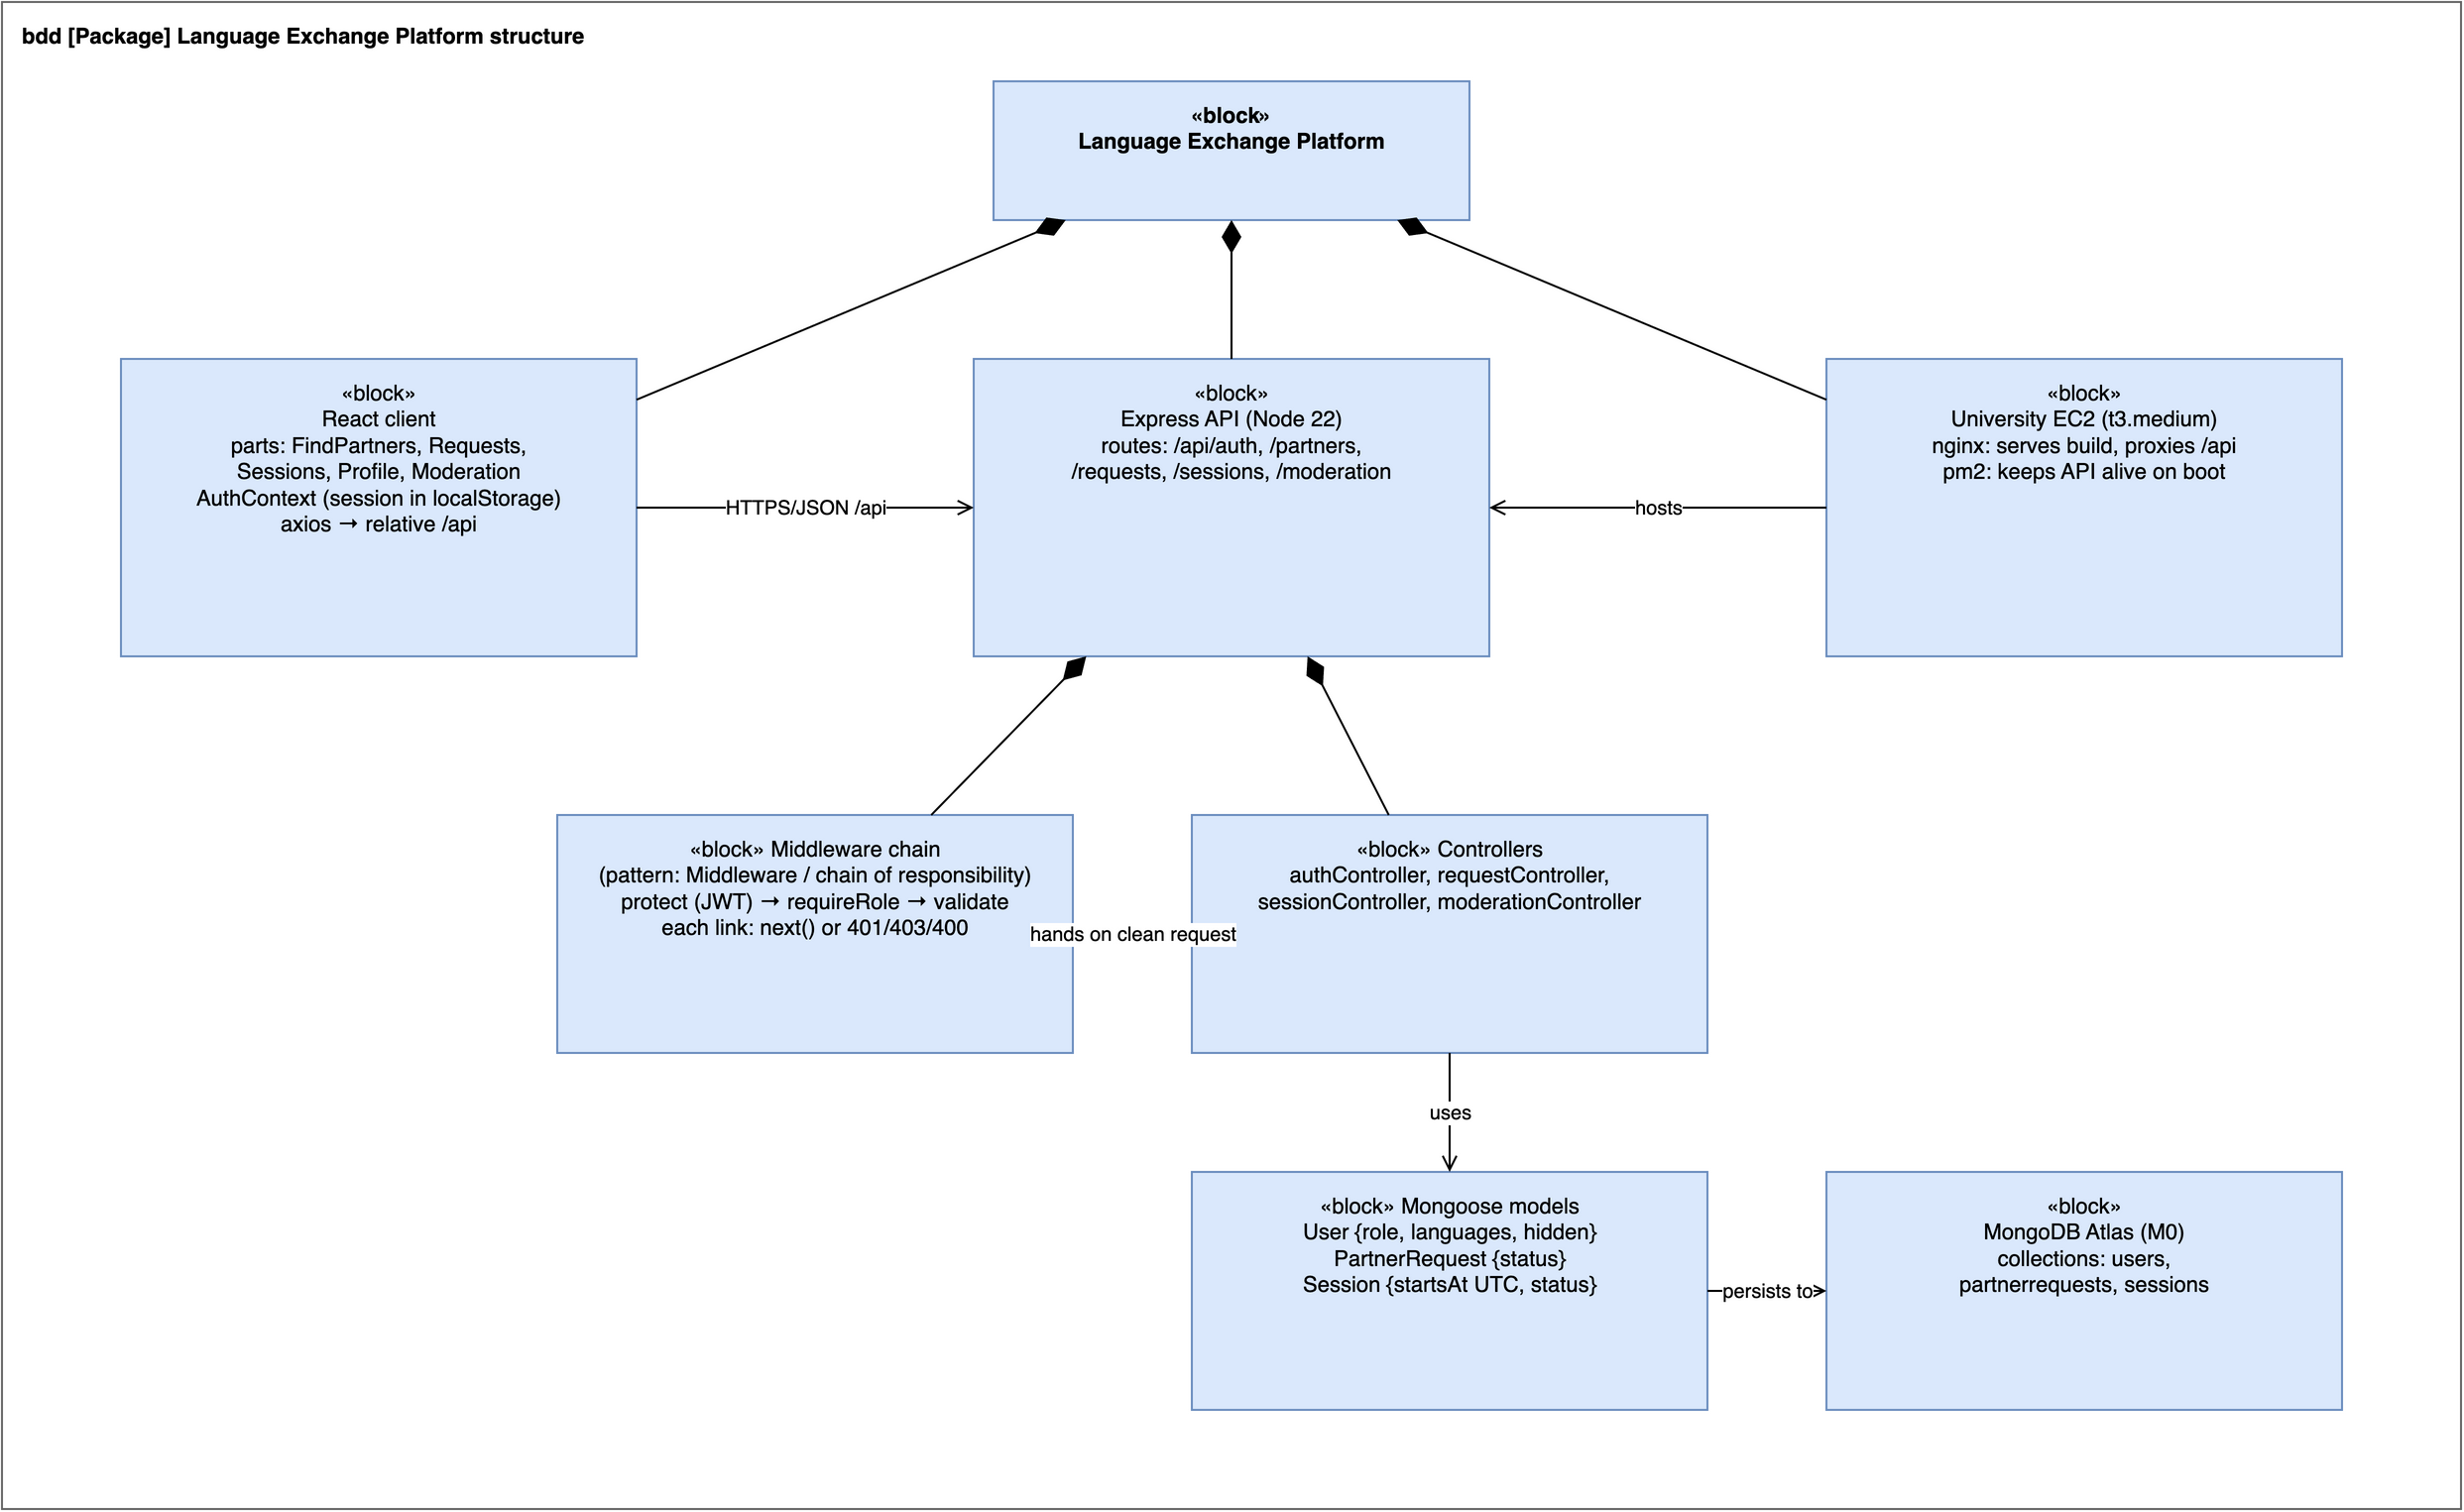 bdd [Package] Language Exchange Platform structure
«block»
Language Exchange Platform
«block»
React client
parts: FindPartners, Requests,
Sessions, Profile, Moderation
AuthContext (session in localStorage)
axios → relative /api
HTTPS/JSON /api
«block»
Express API (Node 22)
routes: /api/auth, /partners,
/requests, /sessions, /moderation
hosts
«block»
University EC2 (t3.medium)
nginx: serves build, proxies /api
pm2: keeps API alive on boot
«block» Middleware chain
(pattern: Middleware / chain of responsibility)
protect (JWT) → requireRole → validate
each link: next() or 401/403/400
hands on clean request
«block» Controllers
authController, requestController,
sessionController, moderationController
uses
«block» Mongoose models
User {role, languages, hidden}
PartnerRequest {status}
Session {startsAt UTC, status}
persists to
«block»
MongoDB Atlas (M0)
collections: users,
partnerrequests, sessions